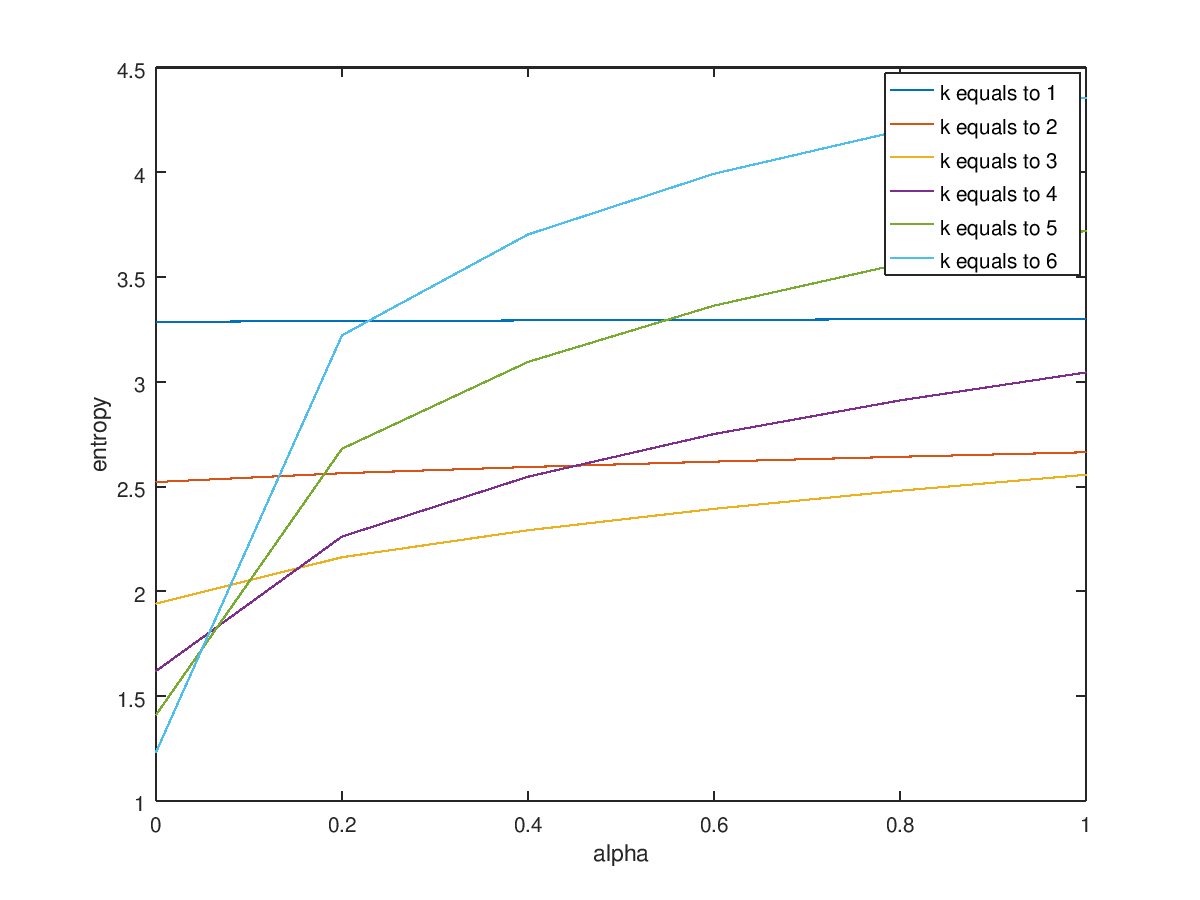 4.5
4
3.5
3
2.5
2
1.5
1
entropy
0 0.2 0.4 0.6 0.8 1
alpha
k equals to 1
k equals to 2
k equals to 3
k equals to 4
k equals to 5
k equals to 6